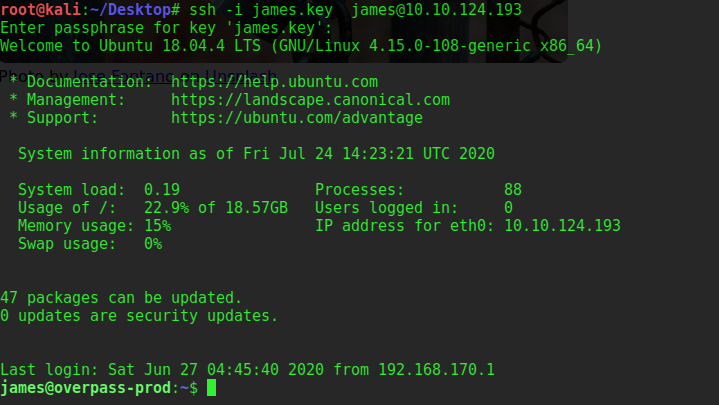 root@kali:~/Desktop# ssh -i james.key  james@10.10.124.193
Enter passphrase for key 'james.key':
Welcome to Ubuntu 18.04.4 LTS (GNU/Linux 4.15.0-108-generic x86_64)
Photo by Jose Fontano on Unsplash
 * Documentation:  https://help.ubuntu.com
 * Management:     https://landscape.canonical.com
 * Support:        https://ubuntu.com/advantage
  System information as of Fri Jul 24 14:23:21 UTC 2020
  System load:  0.19               Processes:           88
  Usage of /:   22.9% of 18.57GB   Users logged in:     0
  Memory usage: 15%                IP address for eth0: 10.10.124.193
  Swap usage:   0%
47 packages can be updated.
0 updates are security updates.
Last login: Sat Jun 27 04:45:40 2020 from 192.168.170.1
james@overpass-prod:~$